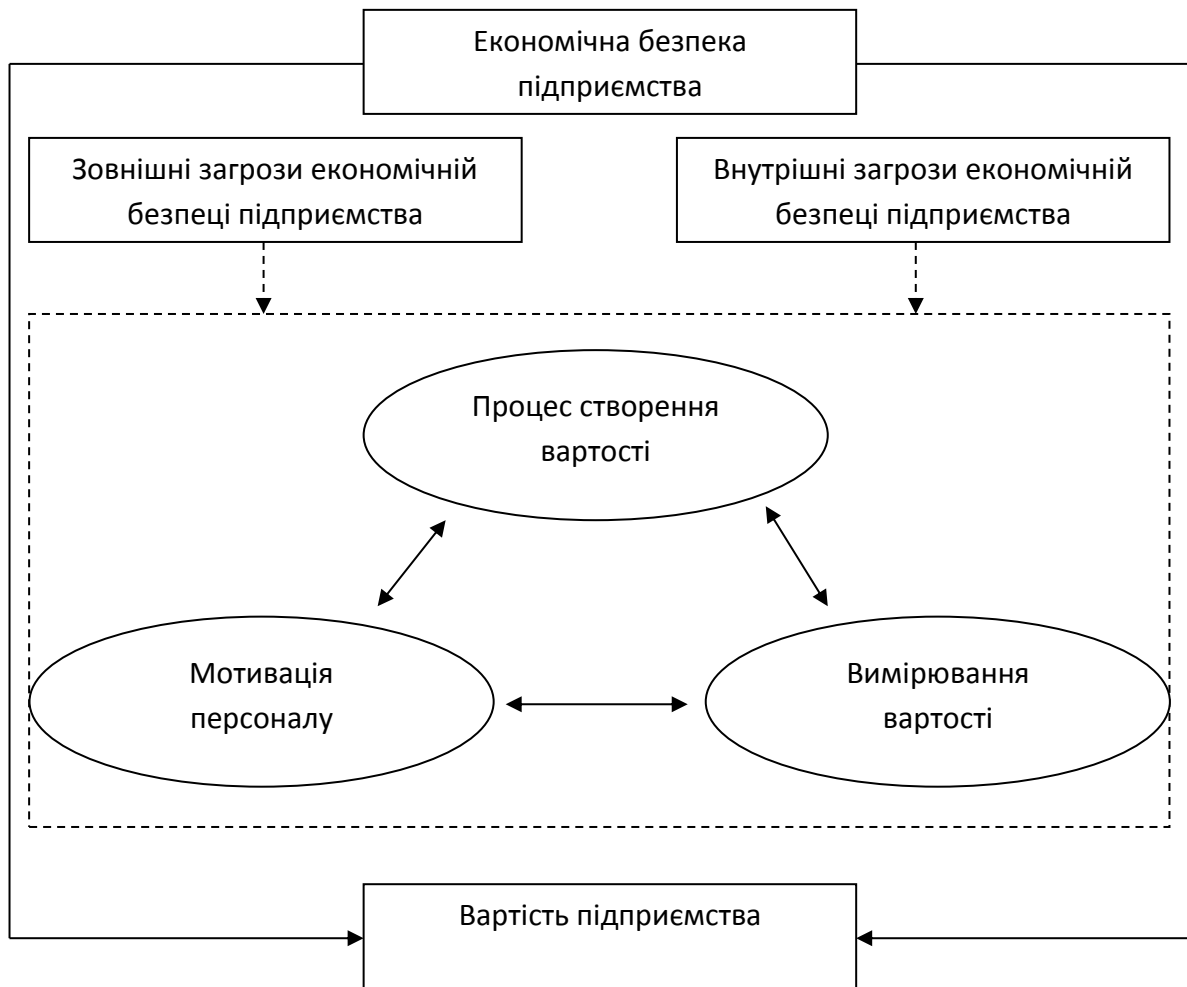 Економічна безпека
підприємства
Зовнішні загрози економічній
безпеці підприємства
Внутрішні загрози економічній
безпеці підприємства
Процес створення
вартості
Мотивація
персоналу
Вимірювання
вартості
Вартість підприємства